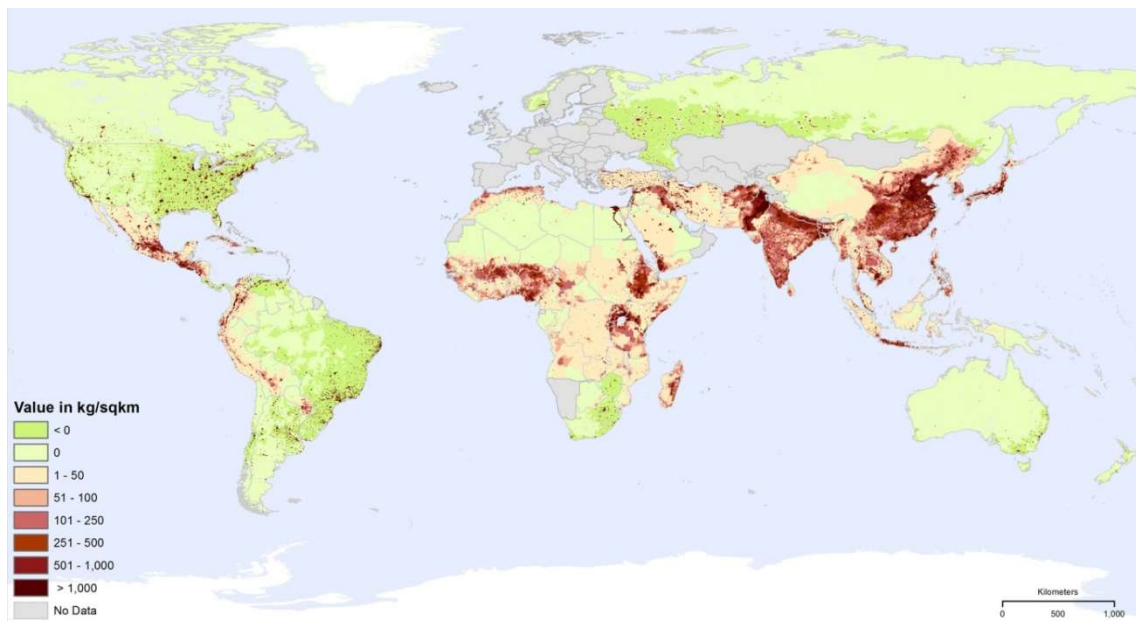 Value in kg/sqkm
< 0
0
1 - 50
51 - 100
101 - 250
251 - 500
501 - 1,000
> 1,000
No Data
Kilometers
0 500 1,000